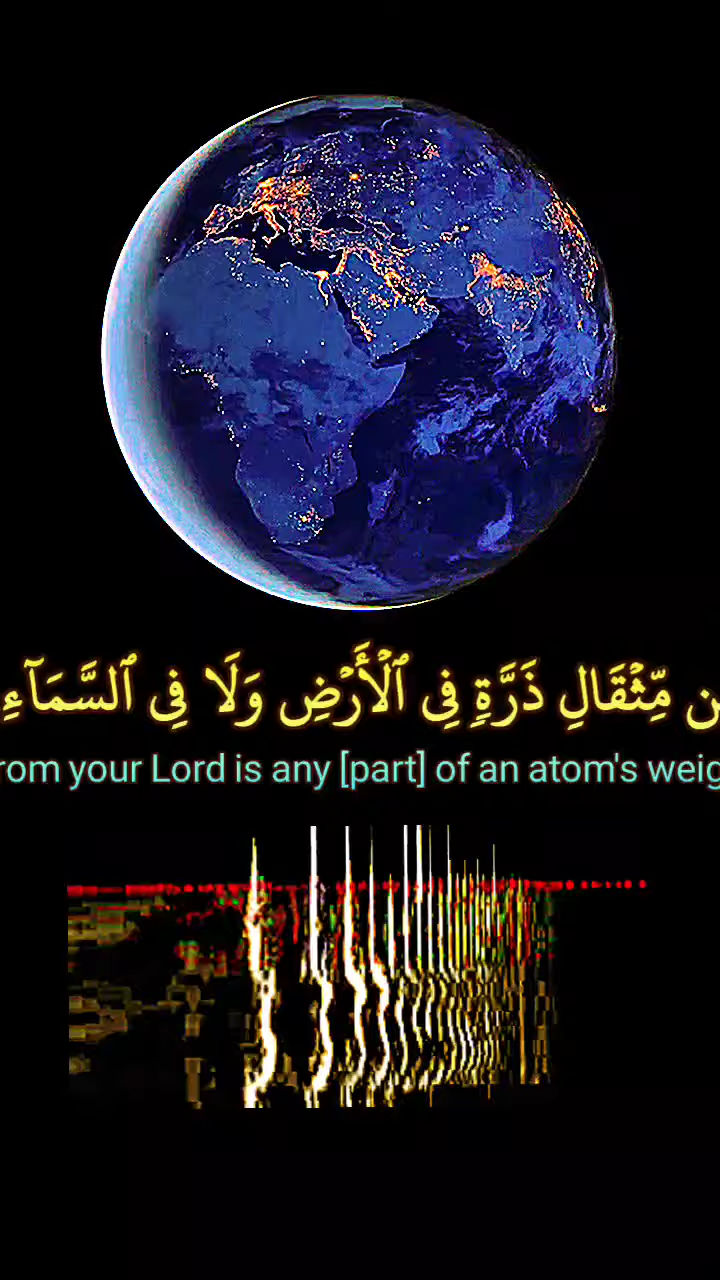 مِّثْقَالِ ذَرَّةٍ فِى ٱلْأَرْضِ وَلَا فِى ٱلسَّمَآءِ
your Lord is any [part] of an atom's